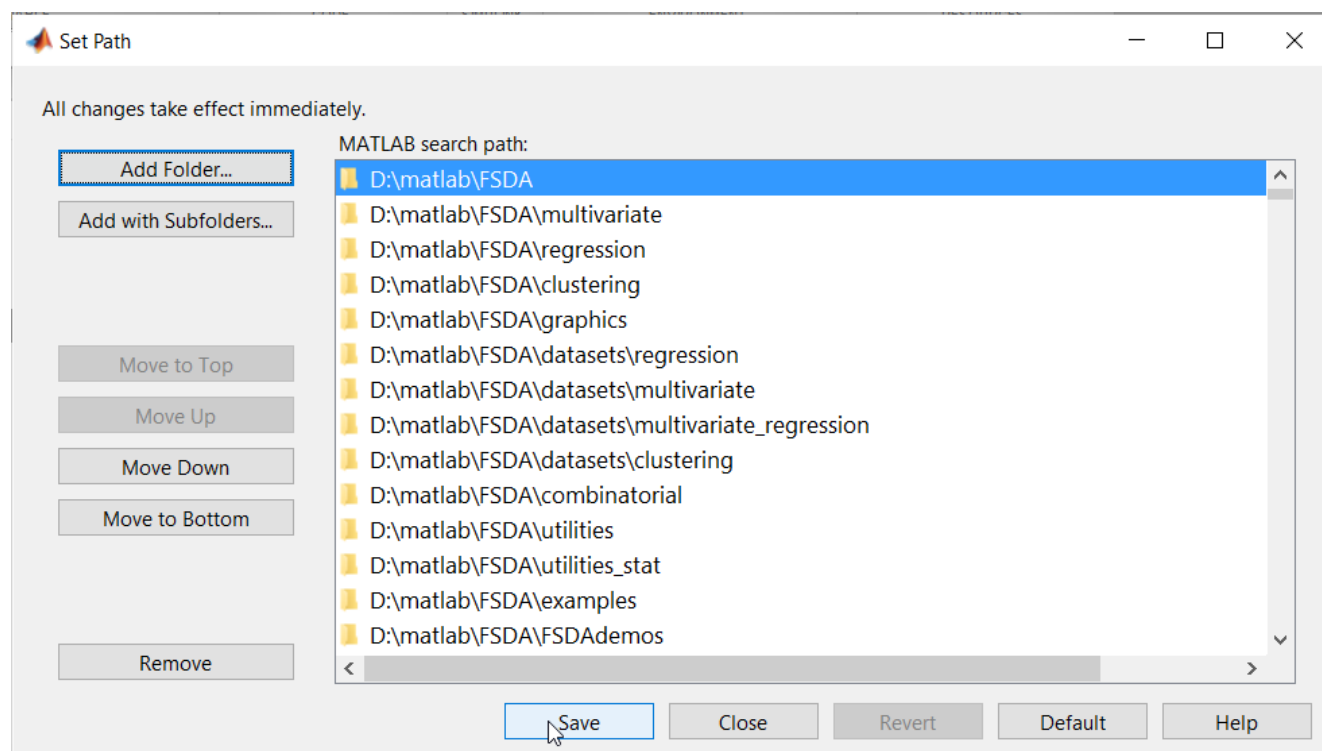 Set Path
All changes take effect immediately.
MATLAB search path:
Add Folder...
Add with Subfolders...
Move to Top
Move Up
Move Down
Move to Bottom
Remove
D:\matlab\FSDA
D:\matlab\FSDA\multivariate
D:\matlab\FSDA\regression
D:\matlab\FSDA\clustering
D:\matlab\FSDA\graphics
D:\matlab\FSDA\datasets\regression
D:\matlab\FSDA\datasets\multivariate
D:\matlab\FSDA\datasets\multivariate_regression
D:\matlab\FSDA\datasets\clustering
D:\matlab\FSDA\combinatorial
D:\matlab\FSDA\utilities
D:\matlab\FSDA\utilities_stat
D:\matlab\FSDA\examples
D:\matlab\FSDA\FSDAdemos
Save Close Revert Default Help